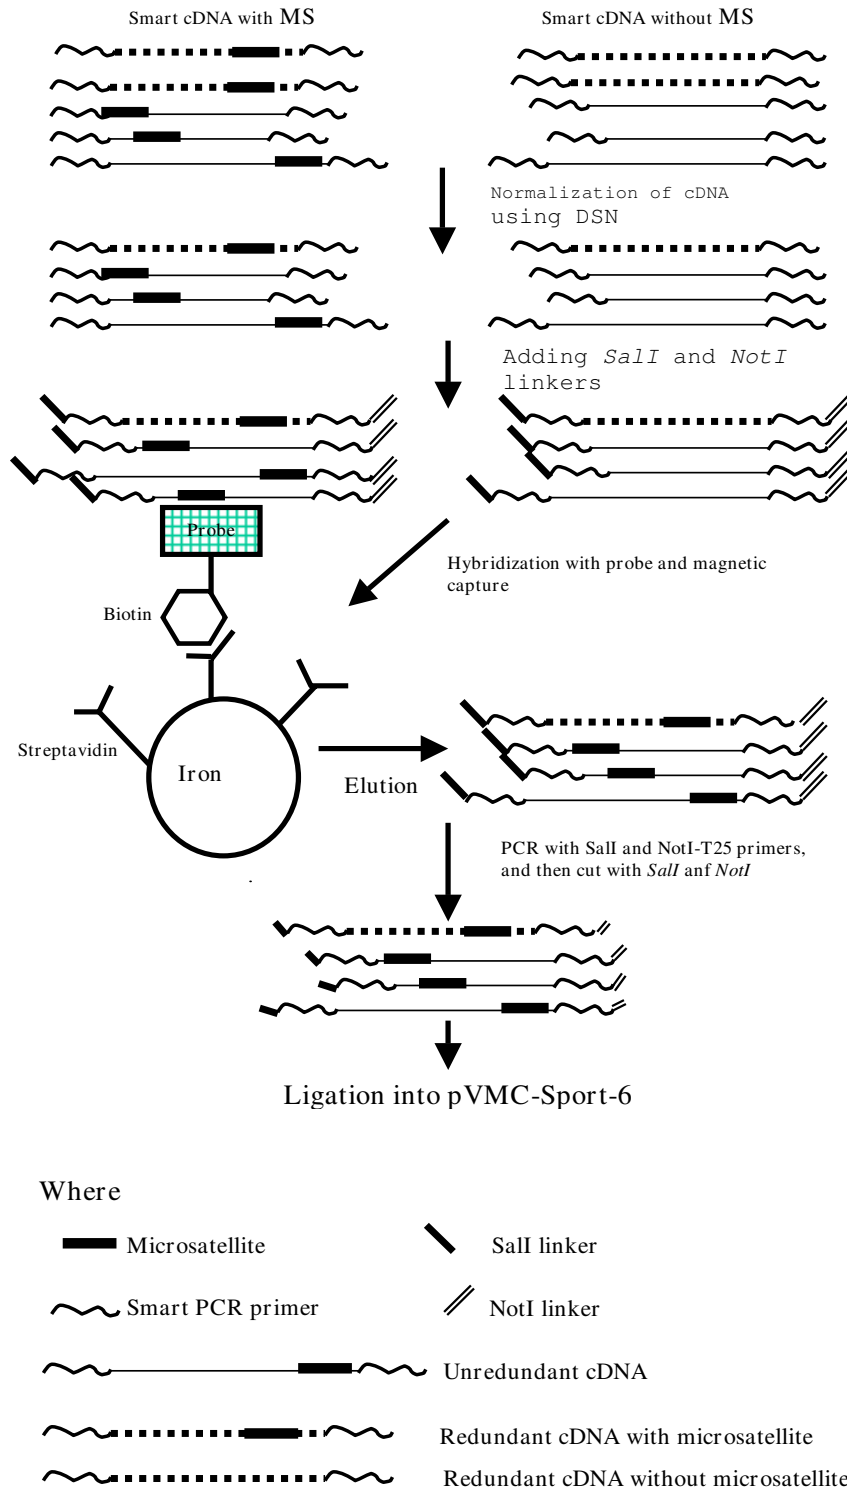 Smart cDNA with MS
Smart cDNA without MS
Normalization of cDNA
using DSN
Adding SalI and NotI
linkers
Probe
Hybridization with probe and magnetic
capture
Biotin
Streptavidin
Iron
Elution
PCR with SalI and NotI-T25 primers,
and then cut with SalI anf NotI
Ligation into pVMC-Sport-6
Where
Microsatellite
SalI linker
Smart PCR primer
NotI linker
Unredundant cDNA
Redundant cDNA with microsatellite
Redundant cDNA without microsatellite